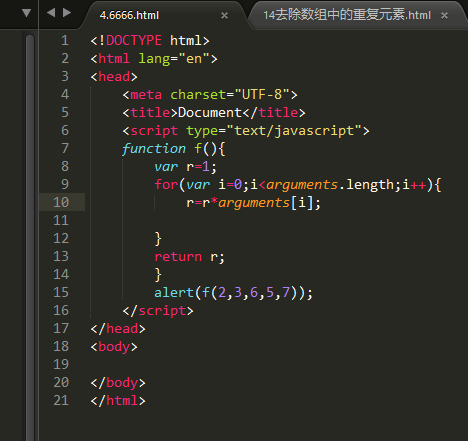 4.6666.html × 14去除数组中的重复元素.html ×
1 <!DOCTYPE html>
2 <html lang="en">
3 <head>
4     <meta charset="UTF-8">
5     <title>Document</title>
6     <script type="text/javascript">
7     function f(){
8         var r=1;
9         for(var i=0;i<arguments.length;i++){
10             r=r*arguments[i];
11
12         }
13         return r;
14         }
15         alert(f(2,3,6,5,7));
16     </script>
17 </head>
18 <body>
19
20 </body>
21 </html>